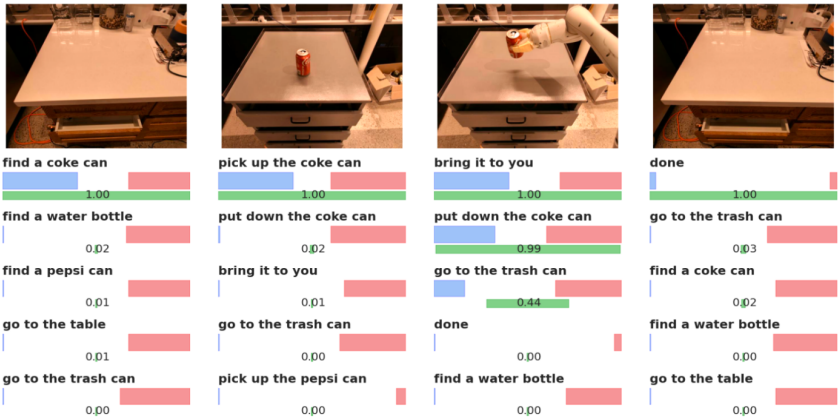 find a coke can
1.00
find a water bottle
0.02
find a pepsi can
0.01
go to the table
0.01
go to the trash can
0.00
pick up the coke can
1.00
put down the coke can
0.02
bring it to you
0.01
go to the trash can
0.00
pick up the pepsi can
0.00
bring it to you
1.00
put down the coke can
0.99
go to the trash can
0.44
done
0.00
find a water bottle
0.00
done
1.00
go to the trash can
0.03
find a coke can
0.02
find a water bottle
0.00
go to the table
0.00